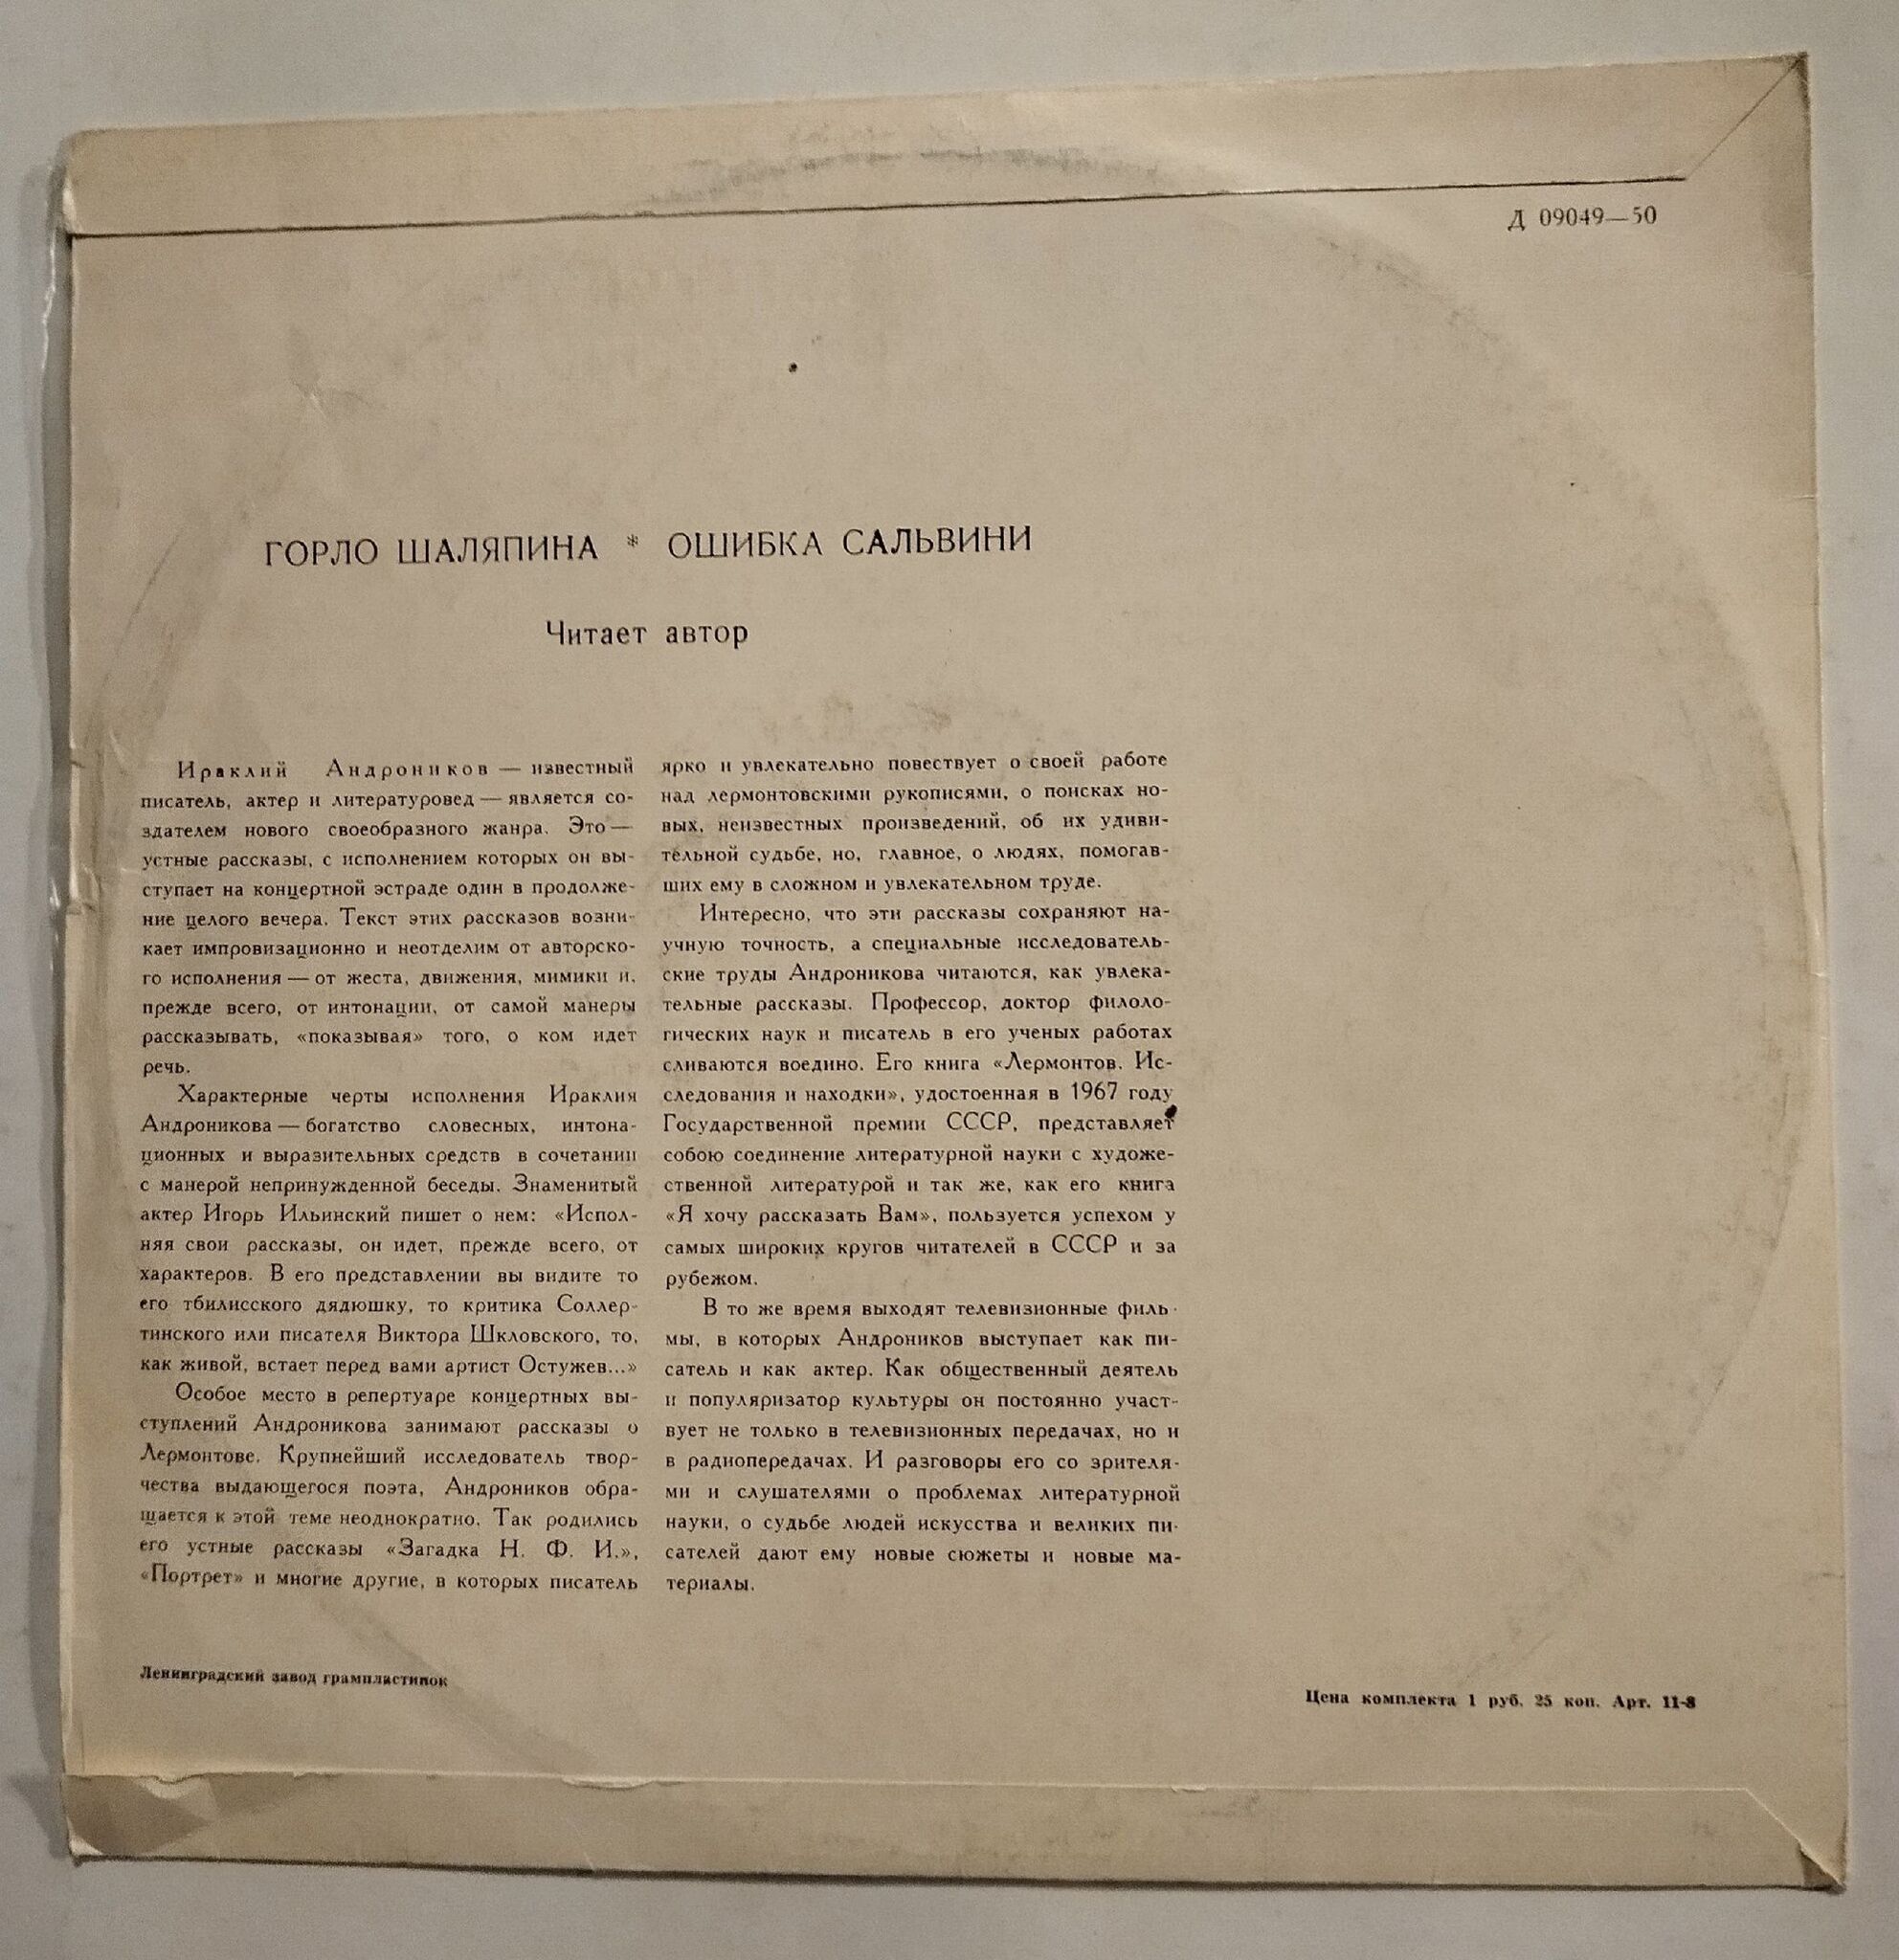 Д 09049—50
ГОРЛО ШАЛЯПИНА * ОШИБКА САЛЬВИНИ
Читает автор
Ираклий Андроников — известный
писатель, актер и литературовед — является со-
здателем нового своеобразного жанра. Это —
устные рассказы, с исполнением которых он вы-
ступает на концертной эстраде один в продолже-
ние целого вечера. Текст этих рассказов возни-
кает импровизационно и неотделим от авторско-
го исполнения — от жеста, движения, мимики и,
прежде всего, от интонации, от самой манеры
рассказывать, «показывая» того, о ком идет
речь.
Характерные черты исполнения Ираклия
Андроникова — богатство словесных, интона-
ционных и выразительных средств в сочетании
с манерой непринужденной беседы. Знаменитый
актер Игорь Ильинский пишет о нем: «Испол-
няя свои рассказы, он идет, прежде всего, от
характеров. В его представлении вы видите то
его тбилисского дядюшку, то критика Соллер-
тинского или писателя Виктора Шкловского, то,
как живой, встает перед вами артист Остужев...»
Особое место в репертуаре концертных вы-
ступлений Андроникова занимают рассказы о
Лермонтове. Крупнейший исследователь твор-
чества выдающегося поэта, Андроников обра-
щается к этой теме неоднократно. Так родились
его устные рассказы «Загадка Н. Ф. И.»,
«Портрет» и многие другие, в которых писатель
ярко и увлекательно повествует о своей работе
над лермонтовскими рукописями, о поисках но-
вых, неизвестных произведений, об их удиви-
тельной судьбе, но, главное, о людях, помогав-
ших ему в сложном и увлекательном труде.
Интересно, что эти рассказы сохраняют на-
учную точность, а специальные исследователь-
ские труды Андроникова читаются, как увлека-
тельные рассказы. Профессор, доктор филоло-
гических наук и писатель в его ученых работах
сливаются воедино. Его книга «Лермонтов. Ис-
следования и находки», удостоенная в 1967 году
Государственной премии СССР, представляет
собою соединение литературной науки с художе-
ственной литературой и так же, как его книга
«Я хочу рассказать Вам», пользуется успехом у
самых широких кругов читателей в СССР и за
рубежом.
В то же время выходят телевизионные филь-
мы, в которых Андроников выступает как пи-
сатель и как актер. Как общественный деятель
и популяризатор культуры он постоянно участ-
вует не только в телевизионных передачах, но и
в радиопередачах. И разговоры его со зрителя-
ми и слушателями о проблемах литературной
науки, о судьбе людей искусства и великих пи-
сателей дают ему новые сюжеты и новые ма-
териалы.
Ленинградский завод грампластинок
Цена комплекта 1 руб. 25 коп. Арт. 11-8